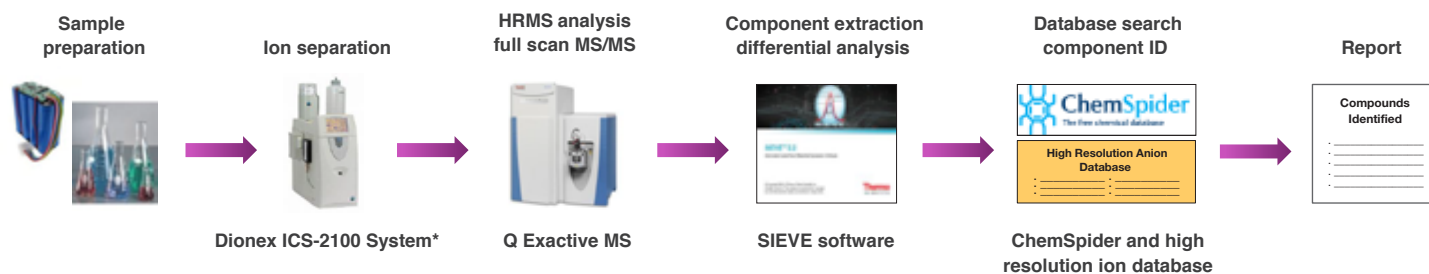 Sample
preparation
Ion separation
HRMS analysis
full scan MS/MS
Component extraction
differential analysis
Database search
component ID
Report
ChemSpider
The free chemical database
High Resolution Anion
Database
Compounds
Identified
Dionex ICS-2100 System*
Q Exactive MS
SIEVE software
ChemSpider and high
resolution ion database